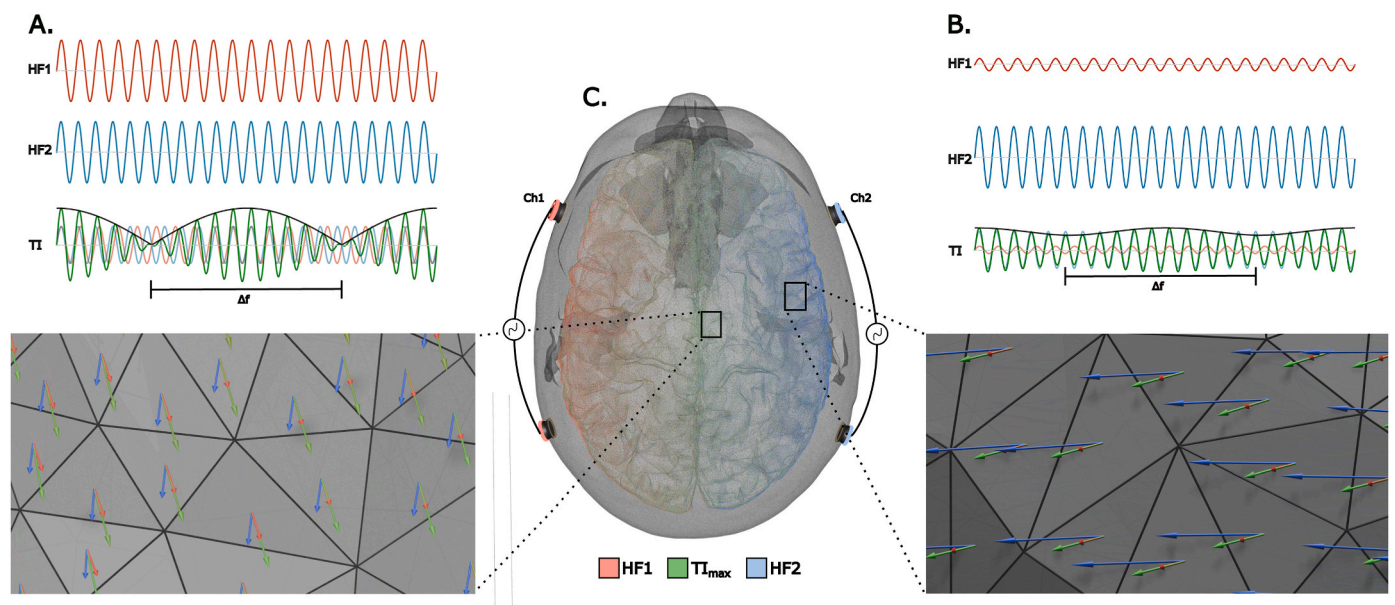 A.
HF1
HF2
TI
Δf
B.
HF1
HF2
TI
Δf
C.
Ch1
Ch2
HF1 TImax HF2